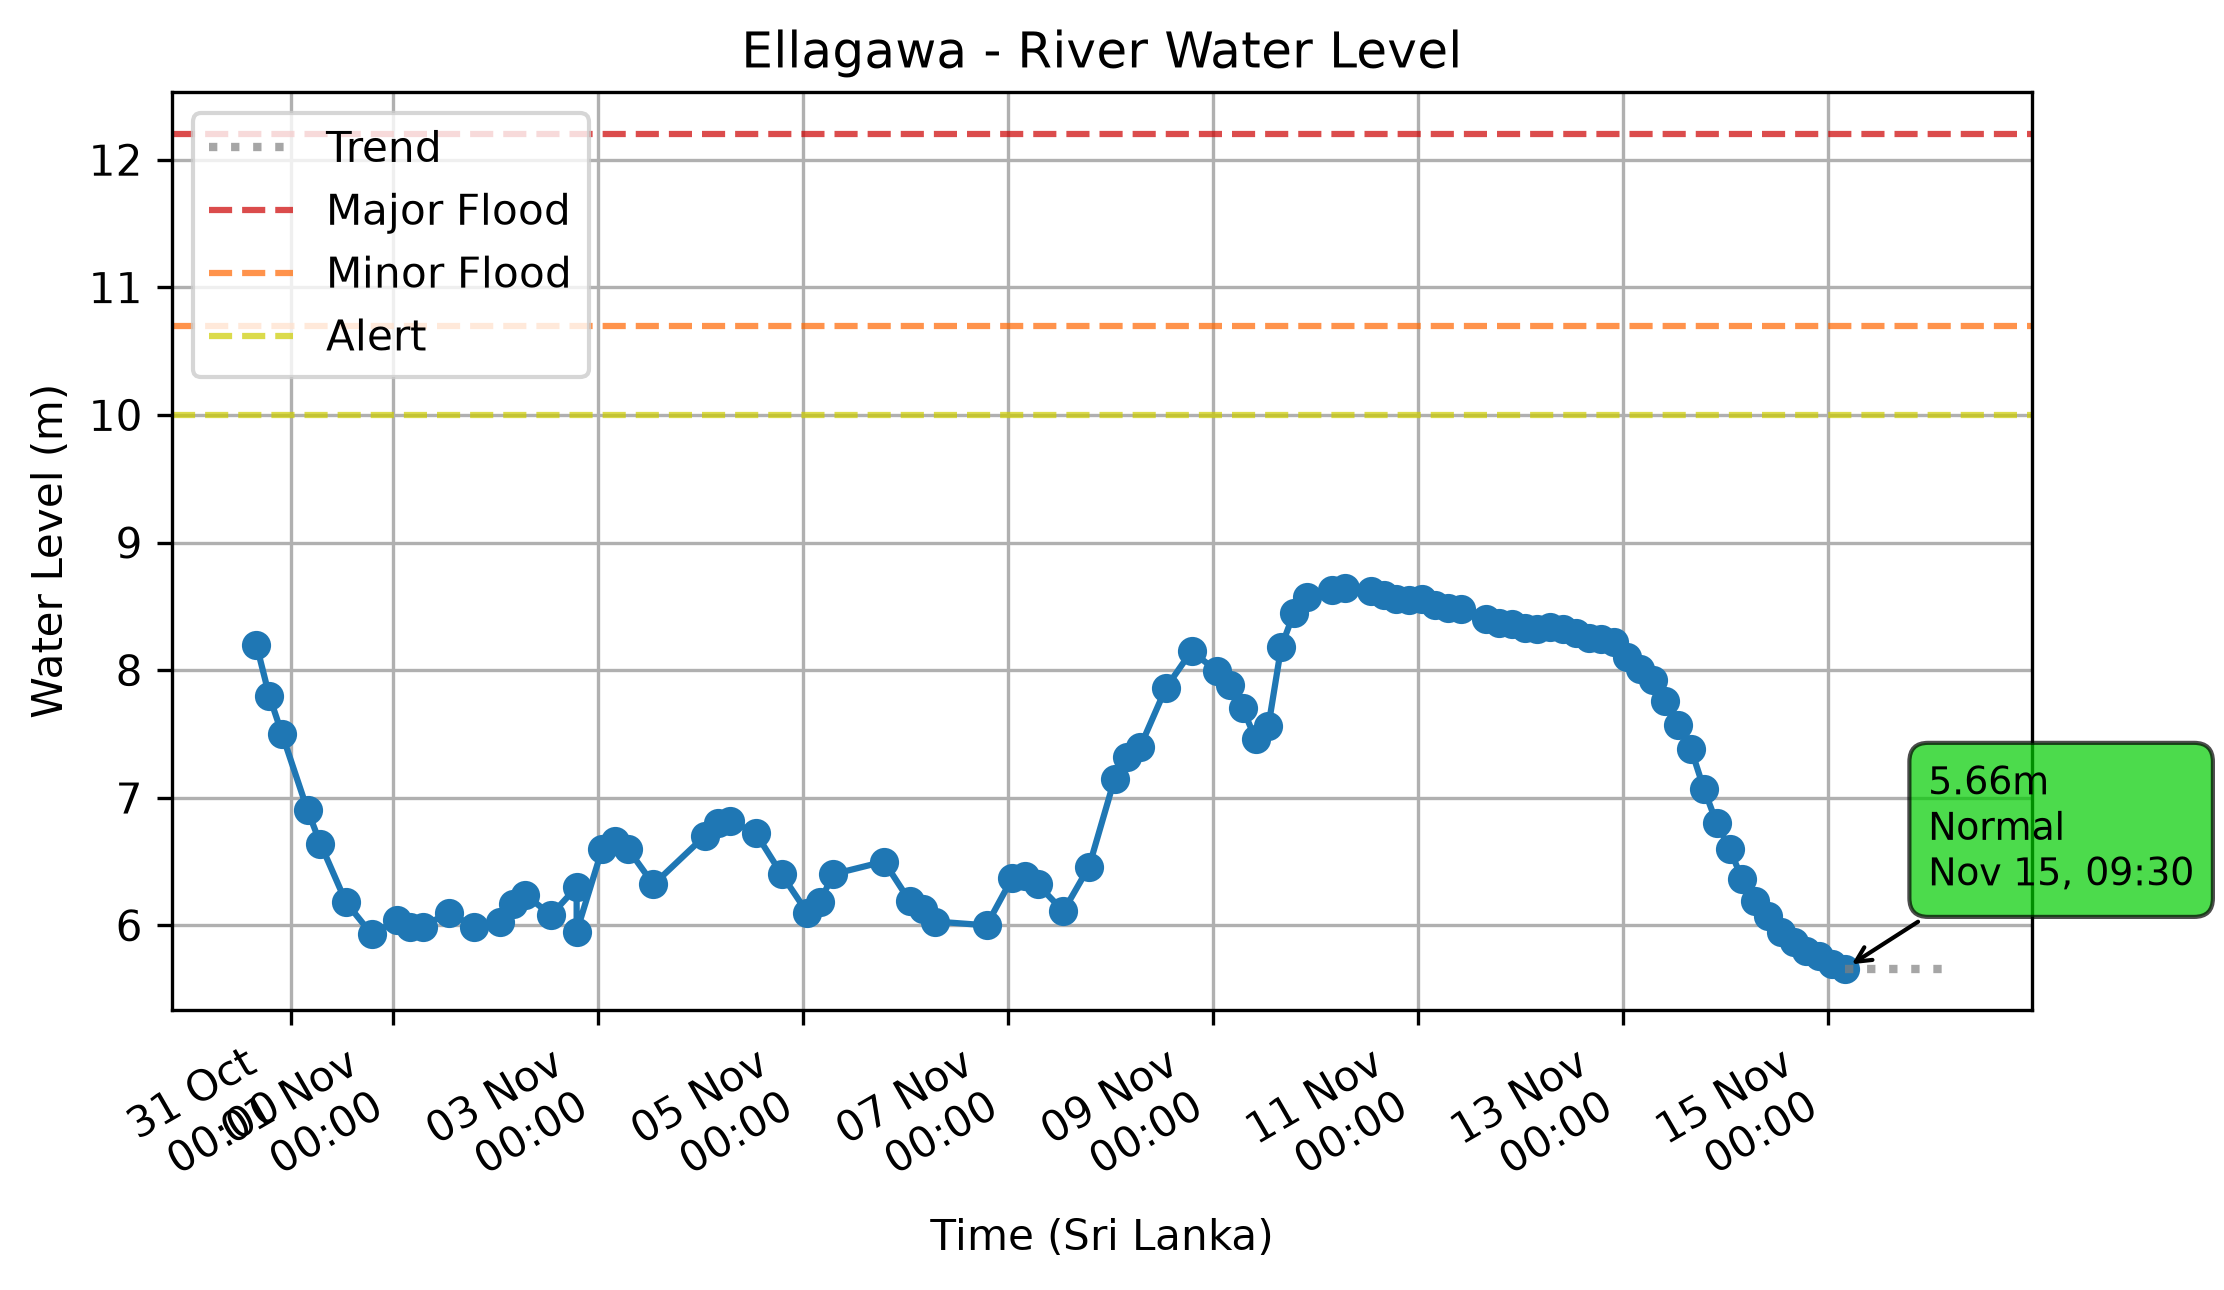 Ellagawa - River Water Level
Trend
Major Flood
Minor Flood
Alert
12
11
10
9
8
7
6
Water Level (m)
5.66m
Normal
Nov 15, 09:30
31 Oct
00:00
01 Nov
00:00
03 Nov
00:00
05 Nov
00:00
07 Nov
00:00
09 Nov
00:00
11 Nov
00:00
13 Nov
00:00
15 Nov
00:00
Time (Sri Lanka)